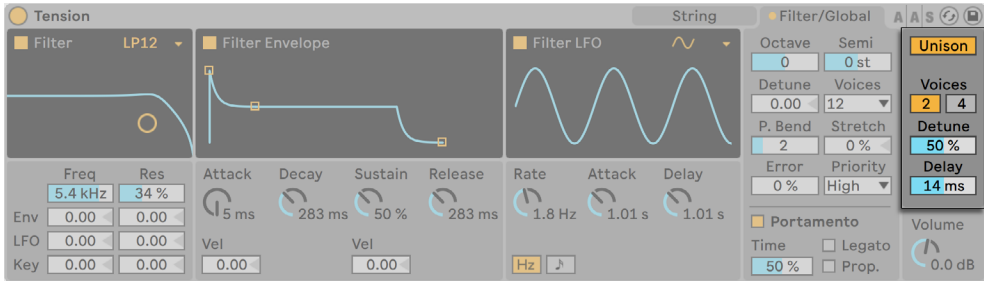 Tension String Filter/Global A A S
Filter LP12 Filter Envelope Filter LFO Octave Semi Unison
0 0 st
Detune Voices Voices
0.00 12 2 4
P. Bend Stretch Detune
2 0 % 50 %
Error Priority Delay
0 % High 14 ms
Freq Res Attack Decay Sustain Release Rate Attack Delay
5.4 kHz 34 % 5 ms 283 ms 50 % 283 ms 1.8 Hz 1.01 s 1.01 s
Env 0.00 0.00 Portamento Volume
LFO 0.00 0.00 Vel Vel Time Legato
Key 0.00 0.00 0.00 0.00 Hz 50 % Prop. 0.0 dB